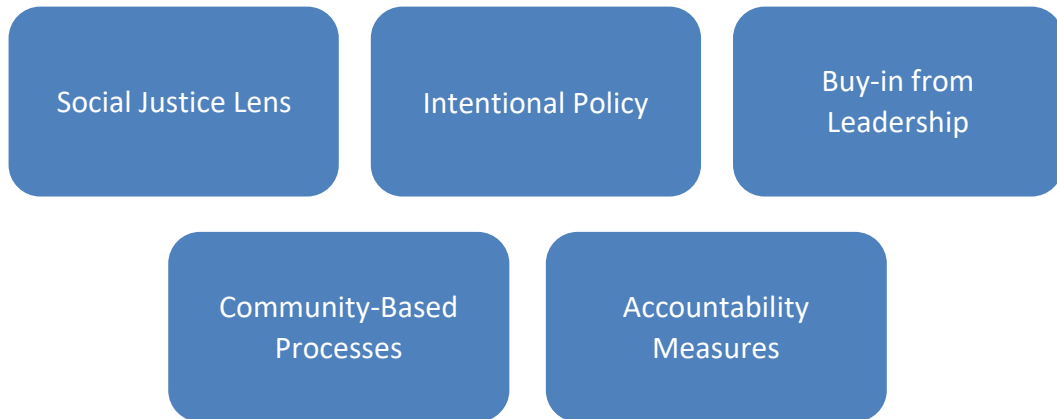 Social Justice Lens
Intentional Policy
Buy-in from
Leadership
Community-Based
Processes
Accountability
Measures